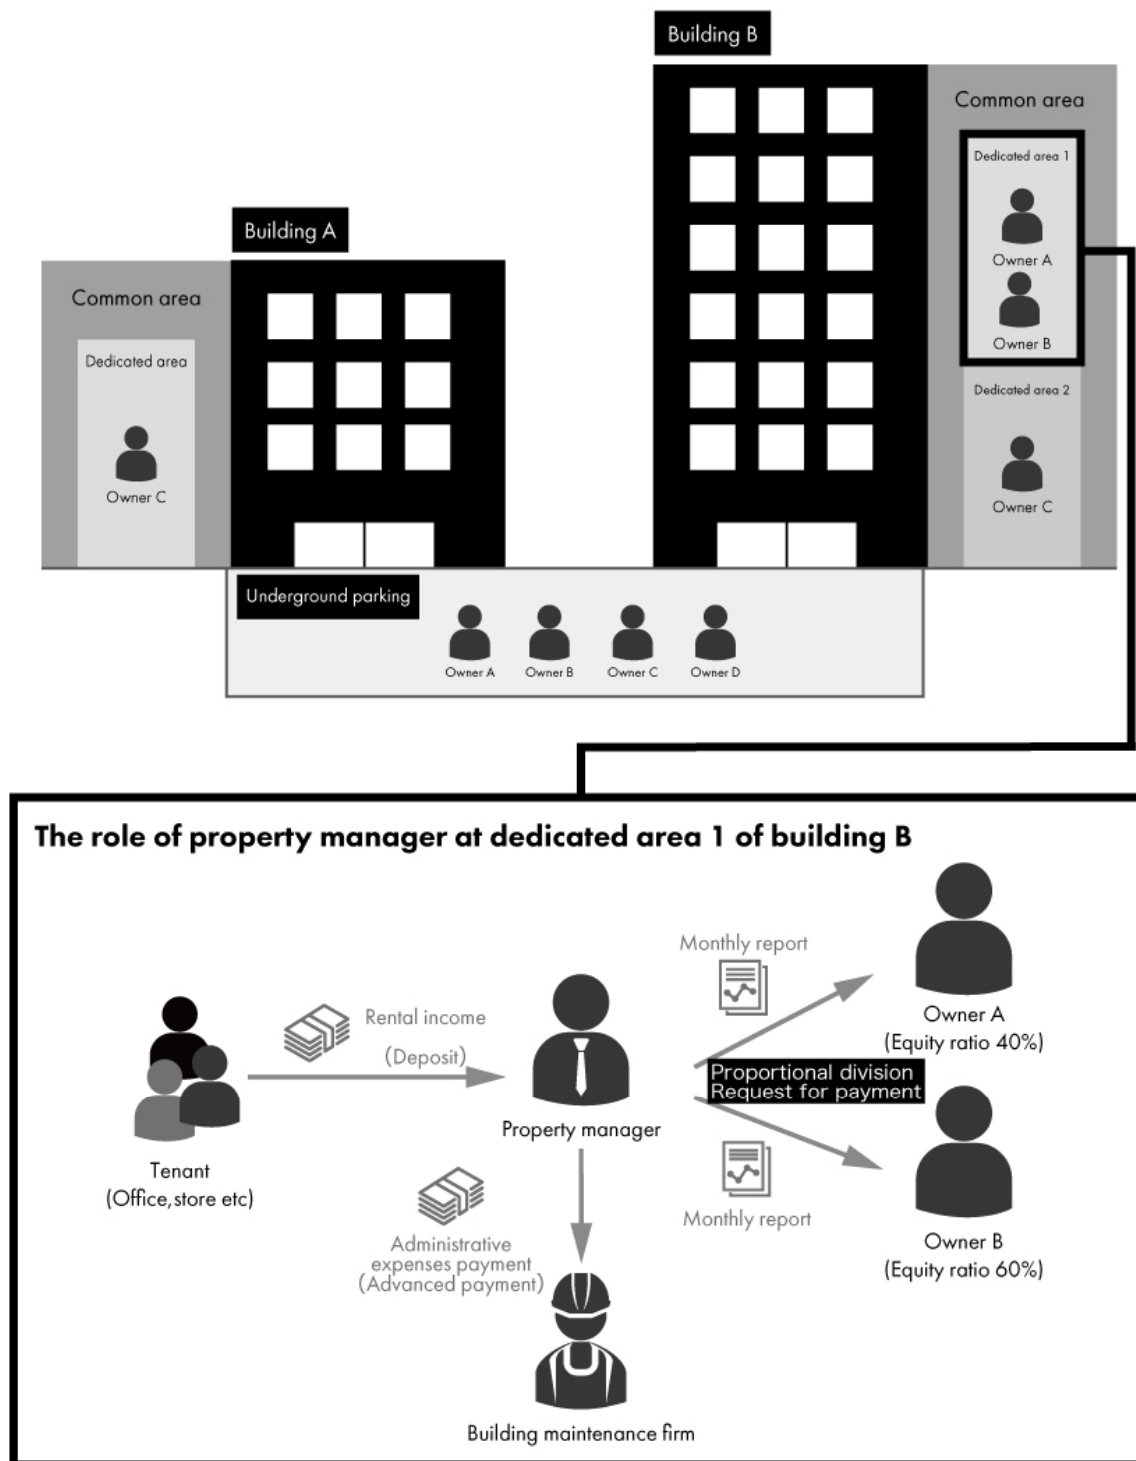 Building B
Common area
Dedicated area 1
Owner A
Owner B
Dedicated area 2
Owner C
Building A
Common area
Dedicated area
Owner C
Underground parking
Owner A
Owner B
Owner C
Owner D
The role of property manager at dedicated area 1 of building B
Tenant
(Office,store etc)
Rental income
(Deposit)
Property manager
Administrative
expenses payment
(Advanced payment)
Building maintenance firm
Monthly report
Proportional division
Request for payment
Monthly report
Owner A
(Equity ratio 40%)
Owner B
(Equity ratio 60%)